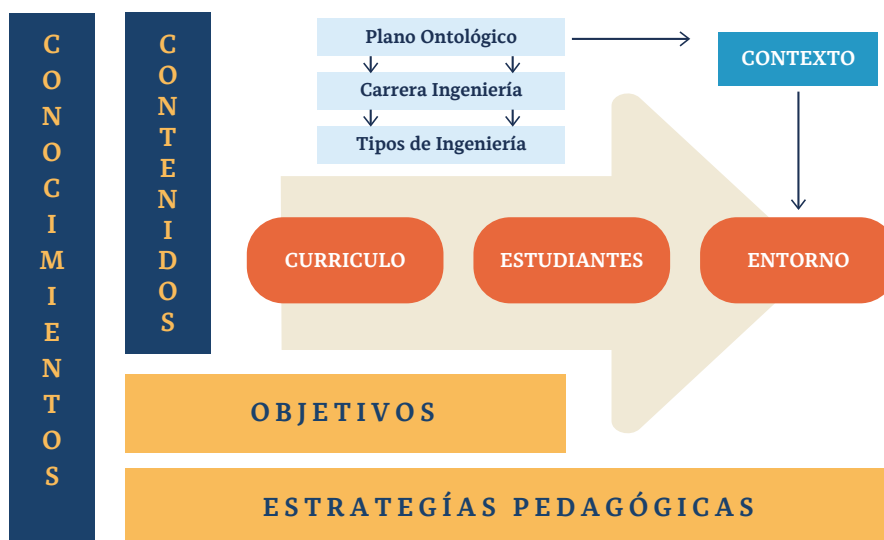 CONOCIMIENTOS
CONTENIDOS
Plano Ontológico
Carrera Ingeniería
Tipos de Ingeniería
CONTEXTO
CURRICULO
ESTUDIANTES
ENTORNO
OBJETIVOS
ESTRATEGÍAS PEDAGÓGICAS